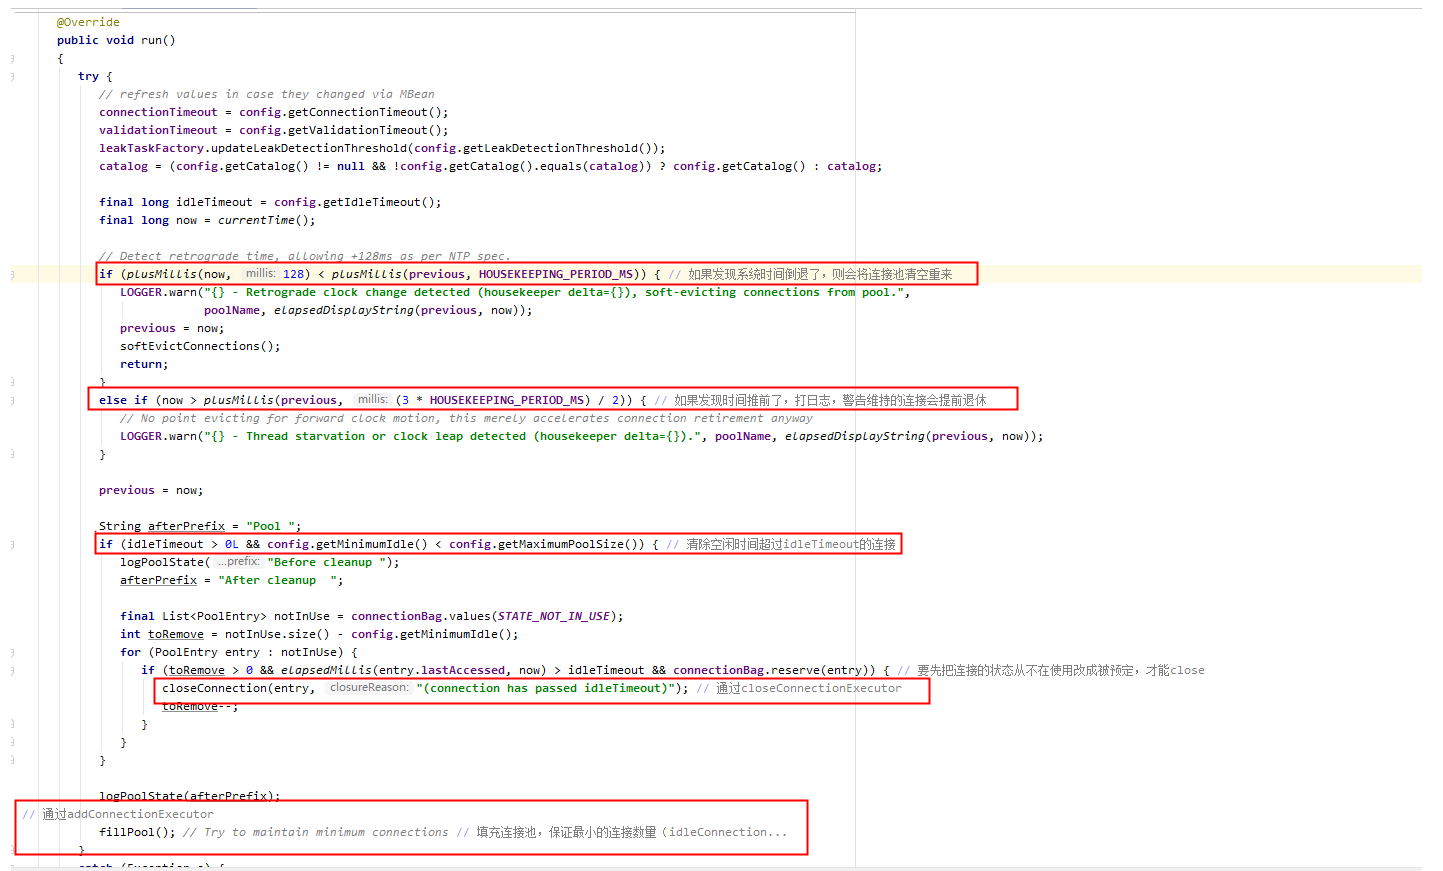 @Override
public void run()
{
try {
// refresh values in case they changed via MBean
connectionTimeout = config.getConnectionTimeout();
validationTimeout = config.getValidationTimeout();
leakTaskFactory.updateLeakDetectionThreshold(config.getLeakDetectionThreshold());
catalog = (config.getCatalog() != null && !config.getCatalog().equals(catalog)) ? config.getCatalog() : catalog;
final long idleTimeout = config.getIdleTimeout();
final long now = currentTime();
// Detect retrograde time, allowing +128ms as per NTP spec.
if (plusMillis(now, millis: 128) < plusMillis(previous, HOUSEKEEPING_PERIOD_MS)) { // 如果发现系统时间倒退了，则会将连接池清空重来
LOGGER.warn("{} - Retrograde clock change detected (housekeeper delta={}), soft-evicting connections from pool.",
poolName, elapsedDisplayString(previous, now));
previous = now;
softEvictConnections();
return;
}
else if (now > plusMillis(previous, millis: (3 * HOUSEKEEPING_PERIOD_MS) / 2)) { // 如果发现时间推前了，打日志，警告维持的连接会提前退休
// No point evicting for forward clock motion, this merely accelerates connection retirement anyway
LOGGER.warn("{} - Thread starvation or clock leap detected (housekeeper delta={}).", poolName, elapsedDisplayString(previous, now));
}
previous = now;
String afterPrefix = "Pool ";
if (idleTimeout > 0L && config.getMinimumIdle() < config.getMaximumPoolSize()) { // 清除空闲时间超过idleTimeout的连接
logPoolState( ...prefix: "Before cleanup ");
afterPrefix = "After cleanup  ";
final List<PoolEntry> notInUse = connectionBag.values(STATE_NOT_IN_USE);
int toRemove = notInUse.size() - config.getMinimumIdle();
for (PoolEntry entry : notInUse) {
if (toRemove > 0 && elapsedMillis(entry.lastAccessed, now) > idleTimeout && connectionBag.reserve(entry)) { // 要先把连接的状态从不在使用改成被预定，才能close
closeConnection(entry, closureReason: "(connection has passed idleTimeout)"); // 通过closeConnectionExecutor
toRemove--;
}
}
}
logPoolState(afterPrefix);
// 通过addConnectionExecutor
fillPool(); // Try to maintain minimum connections // 填充连接池，保证最小的连接数量（idleConnection...
}
catch (Exception e) {